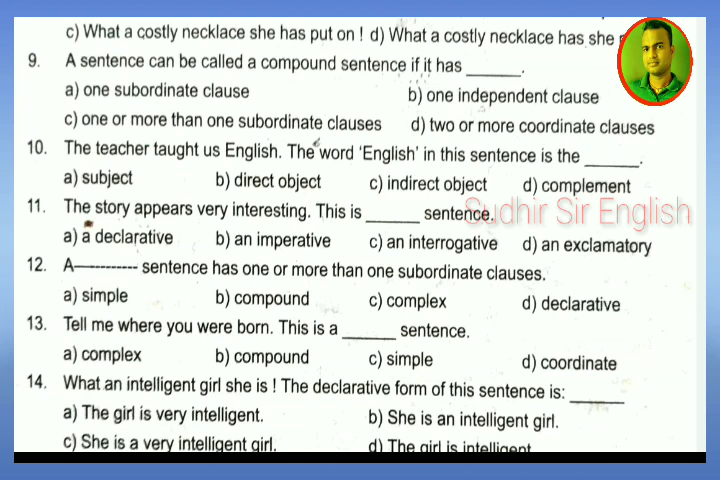 c) What a costly necklace she has put on ! d) What a costly necklace has she
9. A sentence can be called a compound sentence if it has ______.
a) one subordinate clause b) one independent clause
c) one or more than one subordinate clauses d) two or more coordinate clauses
10. The teacher taught us English. The word 'English' in this sentence is the ______.
a) subject b) direct object c) indirect object d) complement
11. The story appears very interesting. This is ______ sentence.
Sudhir Sir English
a) a declarative b) an imperative c) an interrogative d) an exclamatory
12. A---------- sentence has one or more than one subordinate clauses.
a) simple b) compound c) complex d) declarative
13. Tell me where you were born. This is a ______ sentence.
a) complex b) compound c) simple d) coordinate
14. What an intelligent girl she is ! The declarative form of this sentence is: ______
a) The girl is very intelligent. b) She is an intelligent girl.
c) She is a very intelligent girl. d) The girl is intelligent